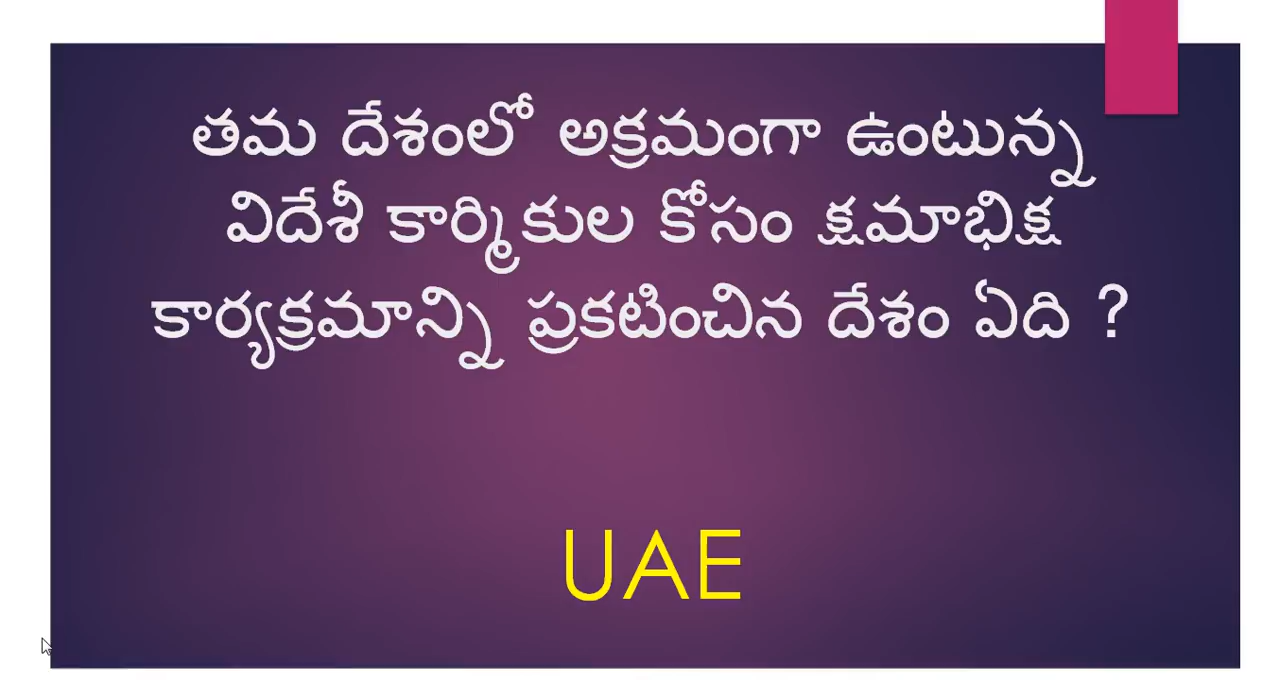 తమ దేశంలో అక్రమంగా ఉంటున్న
విదేశీ కార్మికుల కోసం క్షమాభిక్ష
కార్యక్రమాన్ని ప్రకటించిన దేశం ఏది ?
UAE